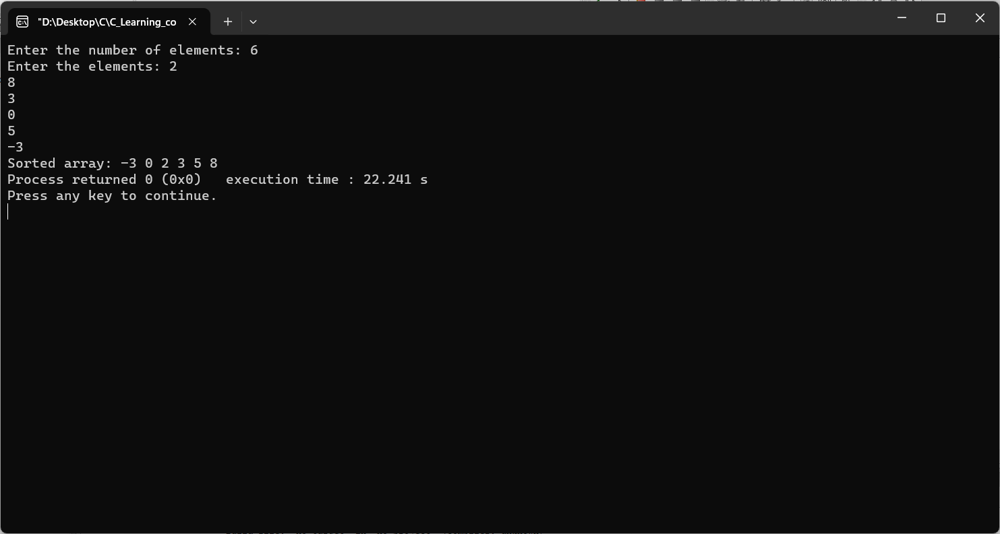 "D:\Desktop\C\C_Learning_co
Enter the number of elements: 6
Enter the elements: 2
8
3
0
5
-3
Sorted array: -3 0 2 3 5 8
Process returned 0 (0x0)   execution time : 22.241 s
Press any key to continue.